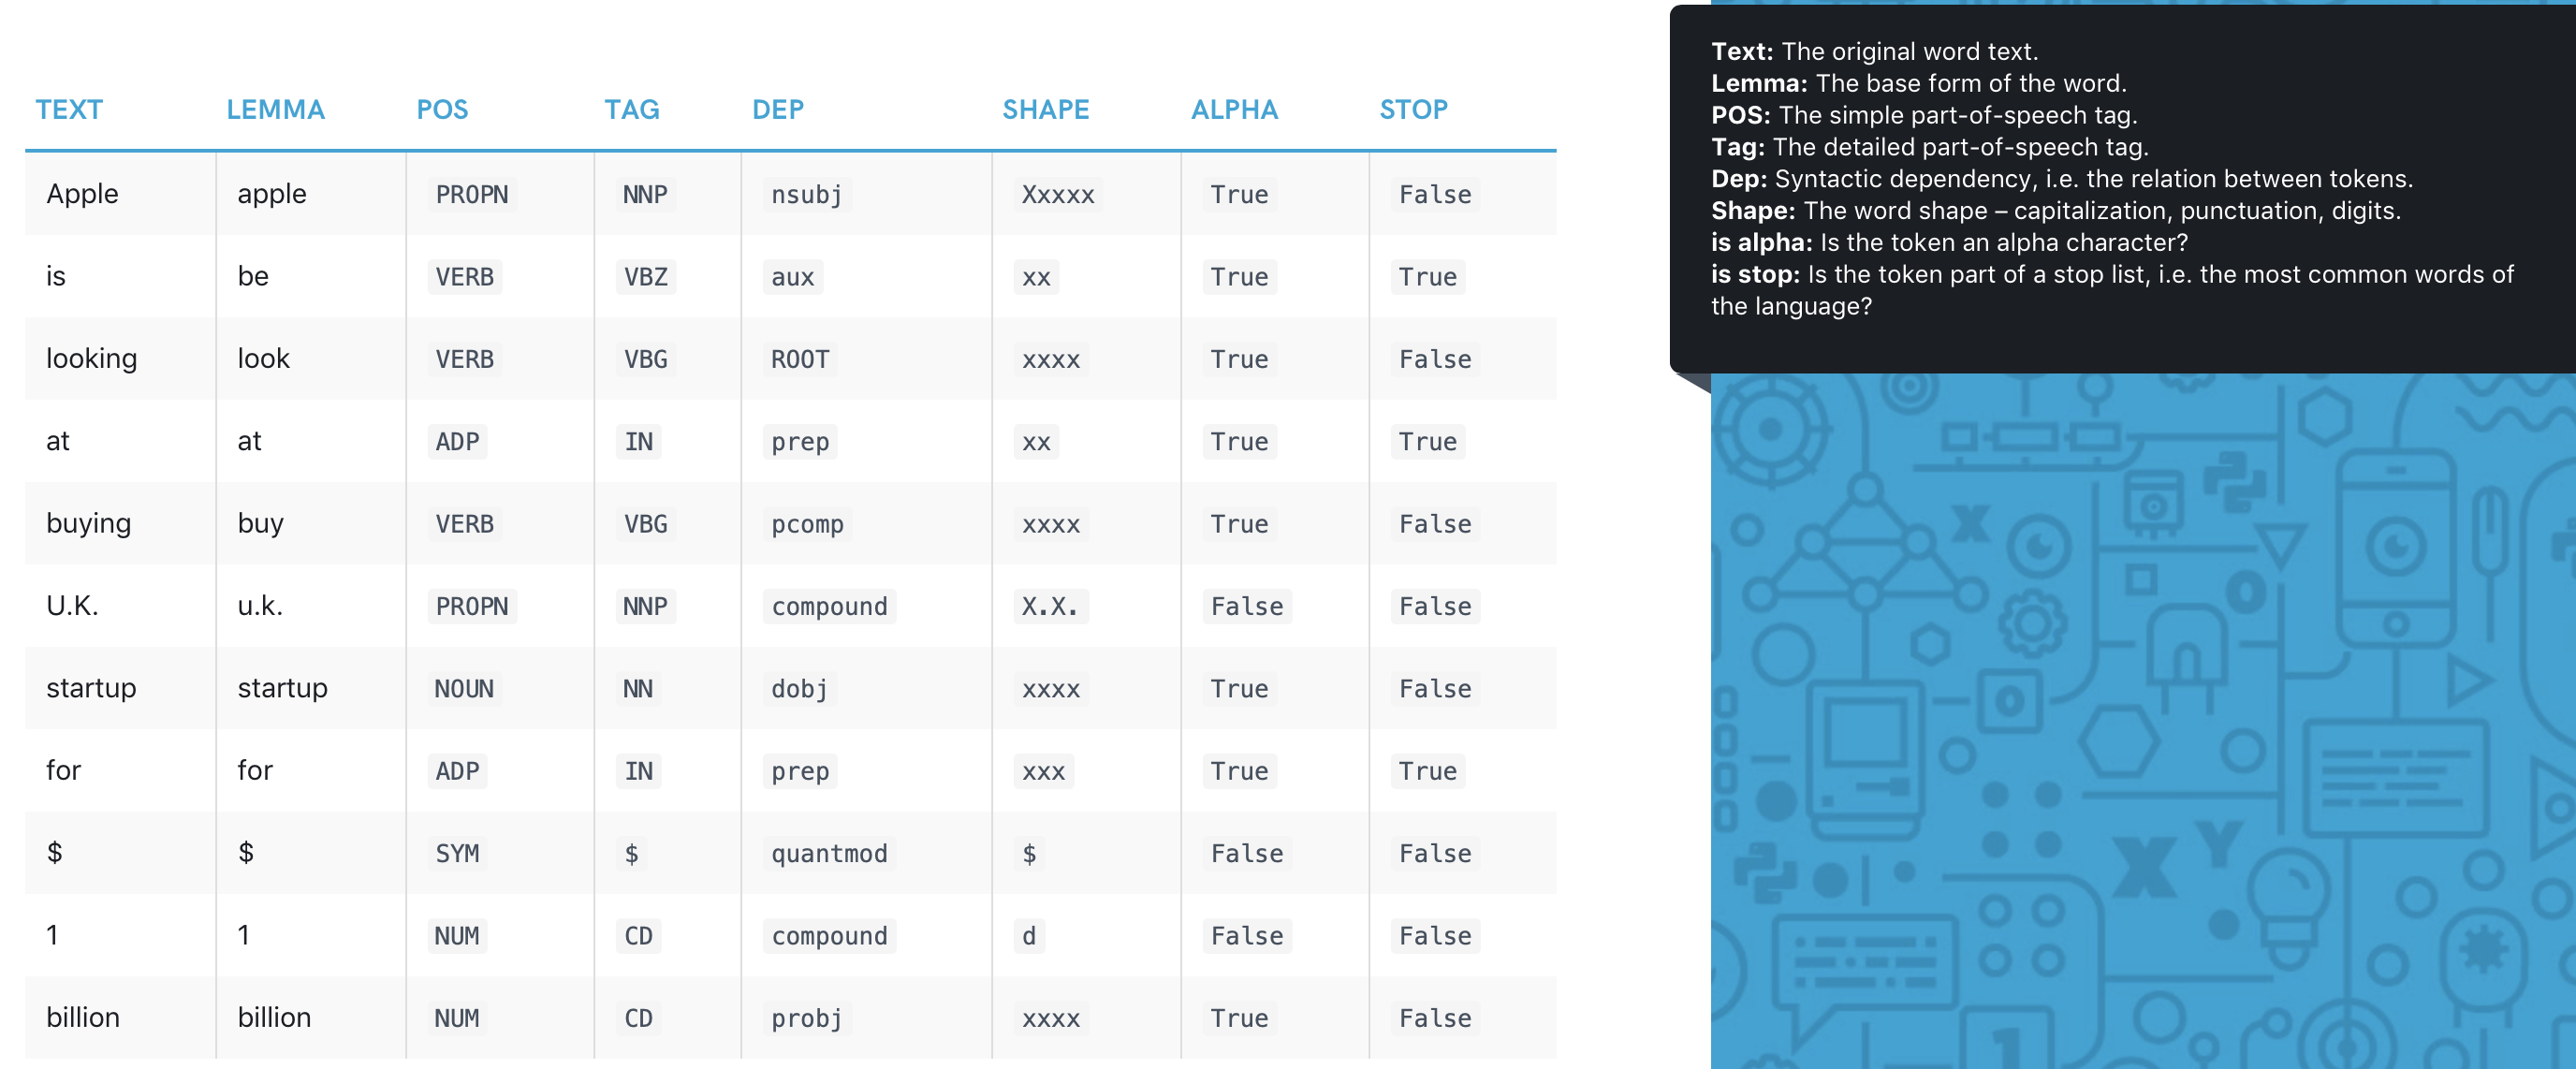 TEXT LEMMA POS TAG DEP SHAPE ALPHA STOP
Apple apple PROPN NNP nsubj Xxxxx True False
is be VERB VBZ aux xx True True
looking look VERB VBG ROOT xxxx True False
at at ADP IN prep xx True True
buying buy VERB VBG pcomp xxxx True False
U.K. u.k. PROPN NNP compound X.X. False False
startup startup NOUN NN dobj xxxx True False
for for ADP IN prep xxx True True
$ $ SYM $ quantmod $ False False
1 1 NUM CD compound d False False
billion billion NUM CD probj xxxx True False
Text: The original word text.
Lemma: The base form of the word.
POS: The simple part-of-speech tag.
Tag: The detailed part-of-speech tag.
Dep: Syntactic dependency, i.e. the relation between tokens.
Shape: The word shape – capitalization, punctuation, digits.
is alpha: Is the token an alpha character?
is stop: Is the token part of a stop list, i.e. the most common words of
the language?
X
0
0
X Y
1